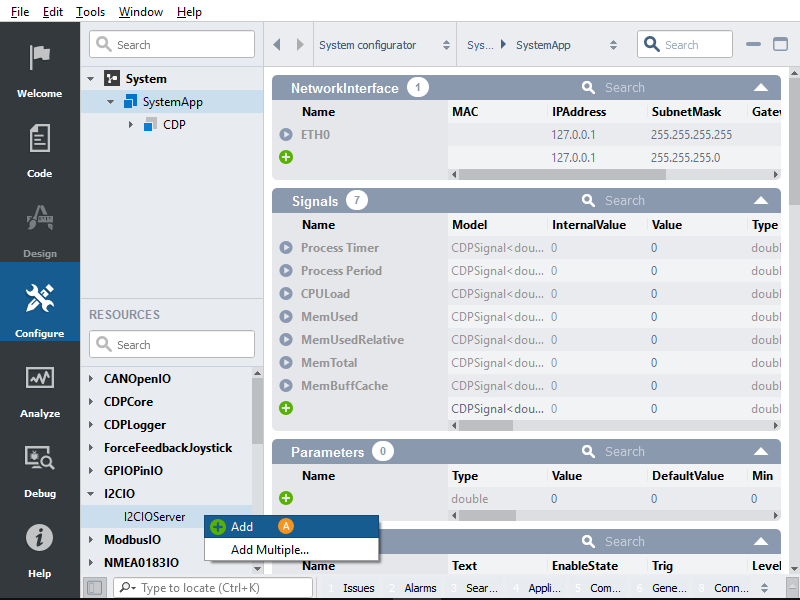 File Edit Tools Window Help
Welcome
Code
Design
Configure
Analyze
Debug
Help
Search
System
SystemApp
CDP
RESOURCES
Search
CANOpenIO
CDPCore
CDPLogger
ForceFeedbackJoystick
GPIOPinIO
I2CIO
I2CIOServer
ModbusIO
NMEA0183IO
Add A
Add Multiple...
System configurator Sys... SystemApp Search
NetworkInterface 1 Search
Name MAC IPAddress SubnetMask Gatew
ETH0 127.0.0.1 255.255.255.255
127.0.0.1 255.255.255.0
Signals 7 Search
Name Model InternalValue Value Type
Process Timer CDPSignal<dou... 0 0 doubl
Process Period CDPSignal<dou... 0 0 doubl
CPULoad CDPSignal<dou... 0 0 doubl
MemUsed CDPSignal<dou... 0 0 doubl
MemUsedRelative CDPSignal<dou... 0 0 doubl
MemTotal CDPSignal<dou... 0 0 doubl
MemBuffCache CDPSignal<dou... 0 0 doubl
CDPSignal<dou... 0 0 doubl
Parameters 0 Search
Name Type Value DefaultValue Min
double 0 0 0
Search
Name Text EnableState Trig Level
Type to locate (Ctrl+K) 1 Issues 2 Alarms 3 Sear... 4 Appli... 5 Com... 6 Gene... 8 Conn...